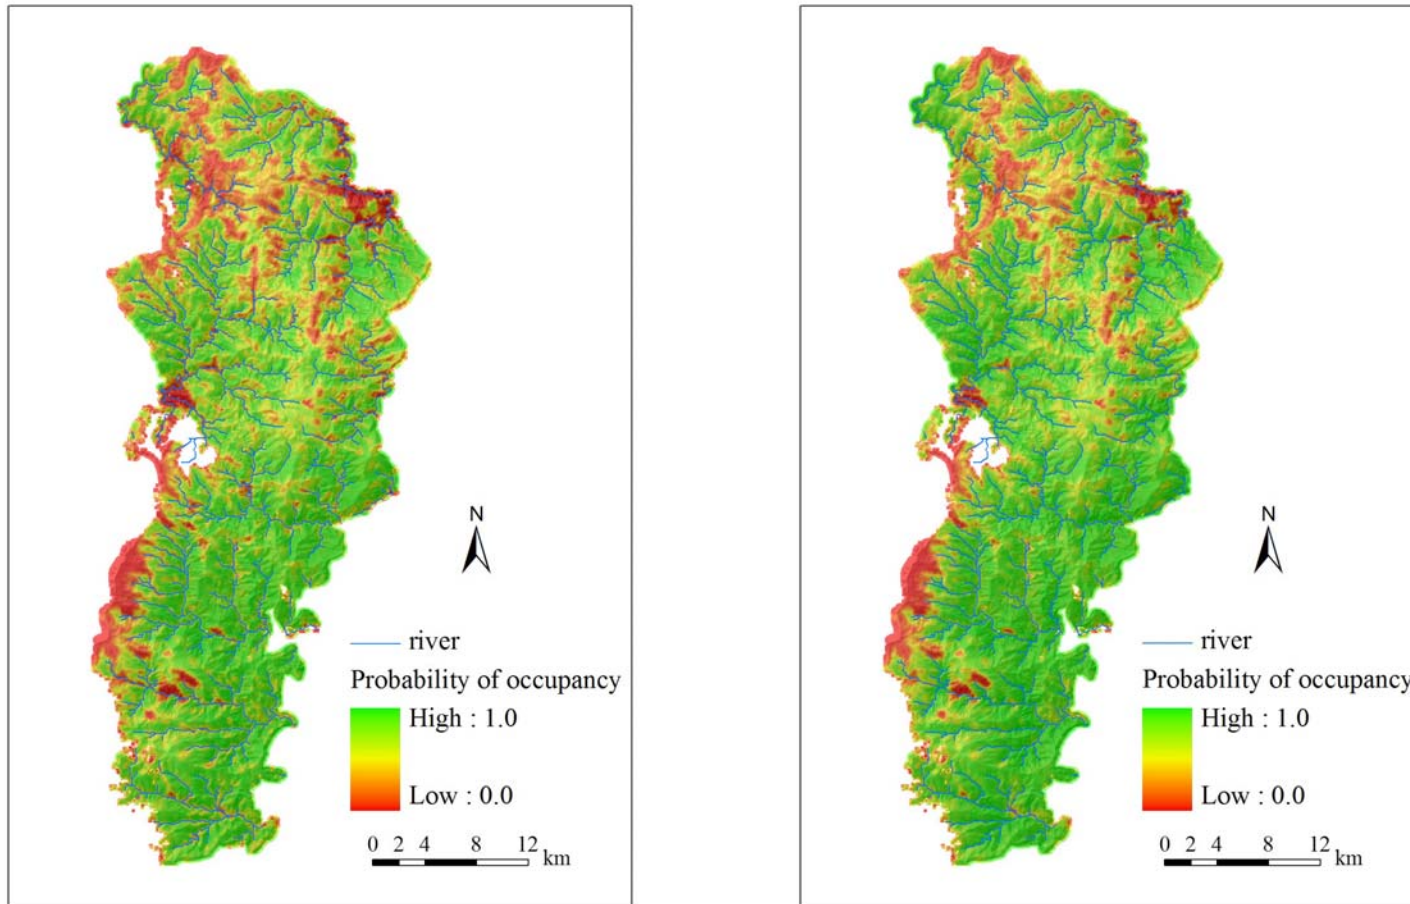 N
river
Probability of occupancy
High : 1.0
Low : 0.0
0 2 4 8 12 km
N
river
Probability of occupancy
High : 1.0
Low : 0.0
0 2 4 8 12 km